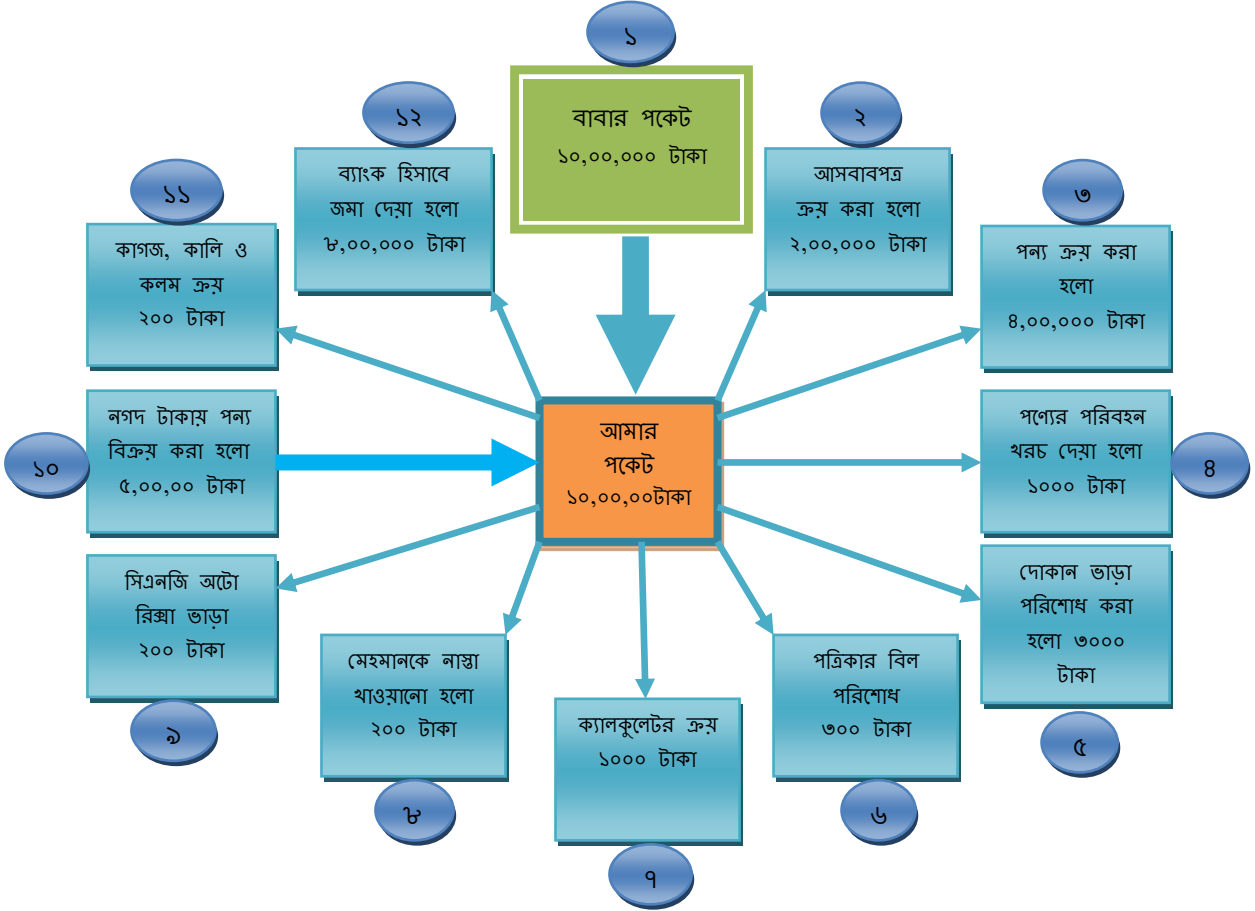 ১
বাবার পকেট
১০,০০,০০০ টাকা
২
আসবাবপত্র
ক্রয় করা হলো
২,০০,০০০ টাকা
৩
পন্য ক্রয় করা
হলো
৪,০০,০০০ টাকা
পণ্যের পরিবহন
খরচ দেয়া হলো
১০০০ টাকা
৪
দোকান ভাড়া
পরিশোধ করা
হলো ৩০০০
টাকা
৫
পত্রিকার বিল
পরিশোধ
৩০০ টাকা
৬
ক্যালকুলেটর ক্রয়
১০০০ টাকা
৭
মেহমানকে নাস্তা
খাওয়ানো হলো
২০০ টাকা
৮
সিএনজি অটো
রিক্সা ভাড়া
২০০ টাকা
৯
১০
নগদ টাকায় পন্য
বিক্রয় করা হলো
৫,০০,০০ টাকা
১১
কাগজ, কালি ও
কলম ক্রয়
২০০ টাকা
১২
ব্যাংক হিসাবে
জমা দেয়া হলো
৮,০০,০০০ টাকা
আমার
পকেট
১০,০০,০০টাকা